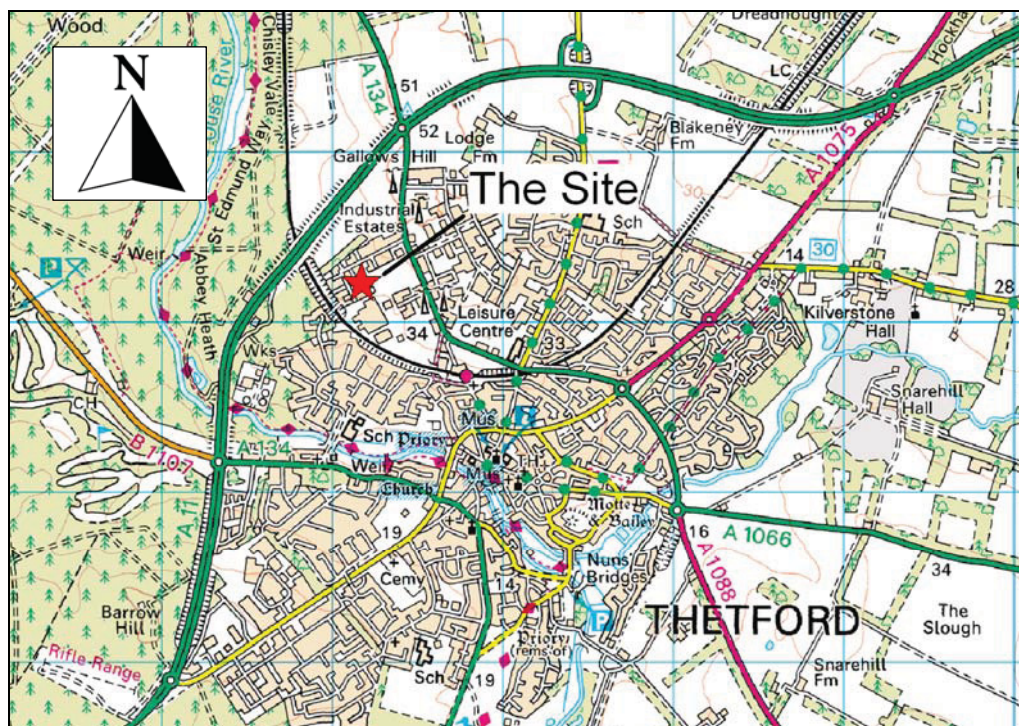 Wood
N
Chisley Vale
Ouse River
St Edmund Way
A 134
51
52
Gallows Hill
Lodge
Fm
Dreadnought
LC
Hockha
Blakeney
Fm
A 1075
30
The Site
Industrial
Estates
Sch
Weir
Abbey Heath
30
14
28
Kilverstone
Hall
34
Leisure
Centre
33
Wks
Snarehill
Hall
CH
B 1107
A 134
Sch
Priory
Mus
Weir
Mus
TH
Church
A 11
Motte
& Bailey
19
16
A 1066
A1088
34
Cemy
14
Nuns
Bridges
Barrow
Hill
THETFORD
The
Slough
Rifle Range
Priory
(rems of)
Sch
19
Snarehill
Fm
P
P